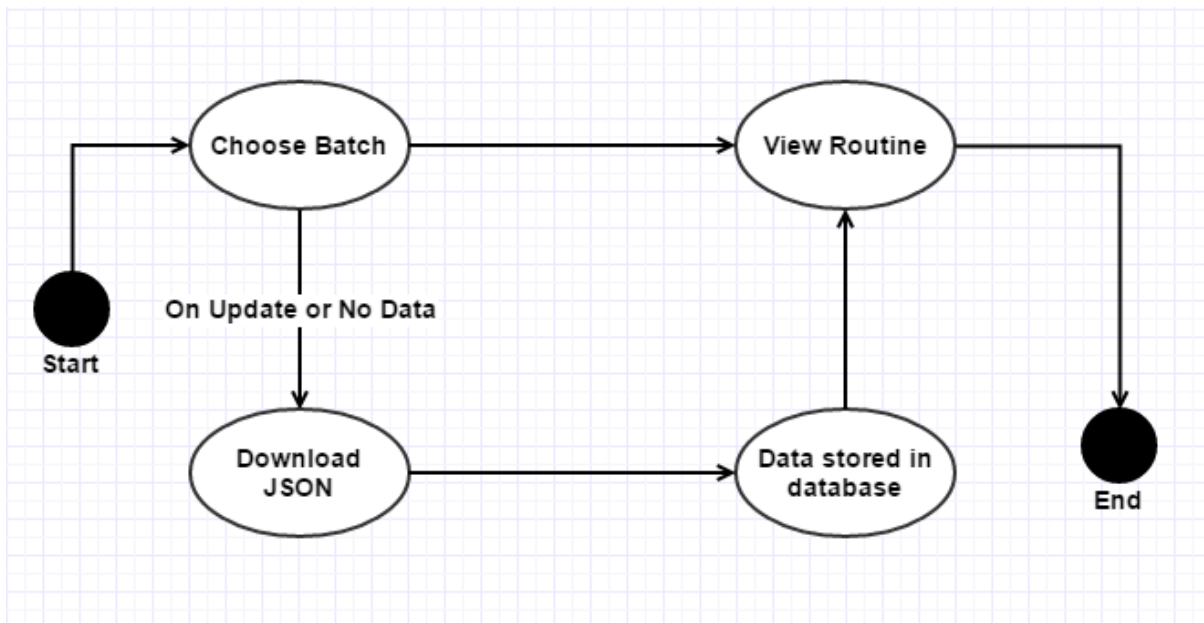 Choose Batch
View Routine
On Update or No Data
Start
Download
JSON
Data stored in
database
End